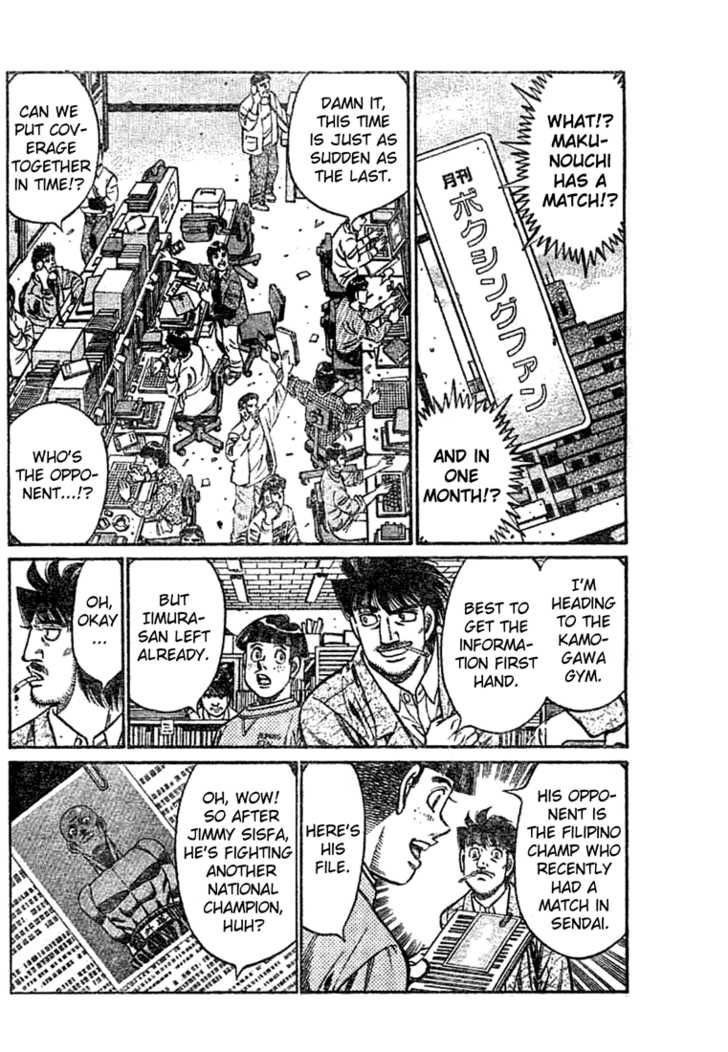 WHAT!?
MAKU-
NOUCHI
HAS A
MATCH!?
月刊
ボクシングファン
AND IN
ONE
MONTH!?
DAMN IT,
THIS TIME
IS JUST AS
SUDDEN AS
THE LAST.
CAN WE
PUT COV-
ERAGE
TOGETHER
IN TIME!?
WHO'S
THE OPPO-
NENT...!?
I'M
HEADING
TO THE
KAMO-
GAWA
GYM.
BEST TO
GET THE
INFORMA-
TION FIRST
HAND.
BUT
IIMURA-
SAN LEFT
ALREADY.
OH,
OKAY
...
HIS OPPO-
NENT IS
THE FILIPINO
CHAMP WHO
RECENTLY
HAD A
MATCH IN
SENDAI.
HERE'S
HIS
FILE.
OH, WOW!
SO AFTER
JIMMY SISFA,
HE'S FIGHTING
ANOTHER
NATIONAL
CHAMPION,
HUH?